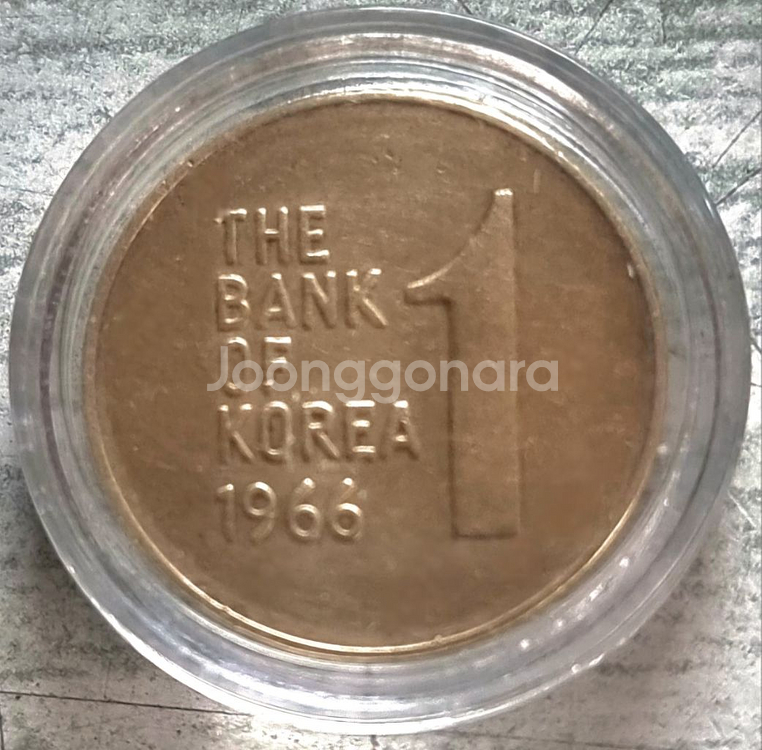 THE
BANK
OF
KOREA
1966
1
Joonggonara